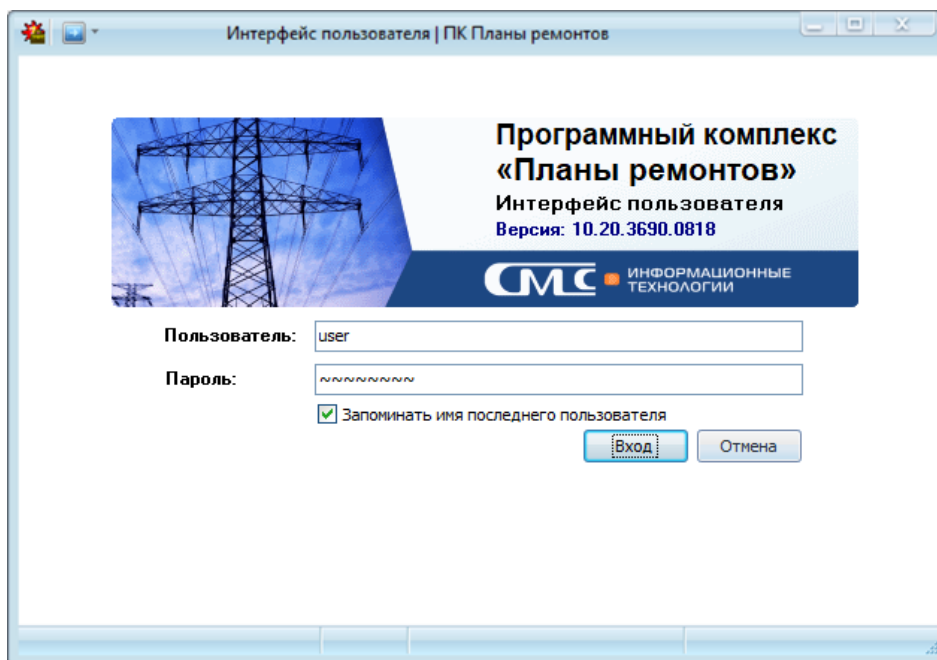 Интерфейс пользователя | ПК Планы ремонтов
Программный комплекс
«Планы ремонтов»
Интерфейс пользователя
Версия: 10.20.3690.0818
СМС ИНФОРМАЦИОННЫЕ
ТЕХНОЛОГИИ
Пользователь: user
Пароль: ~~~~~~~~
Запоминать имя последнего пользователя
Вход Отмена